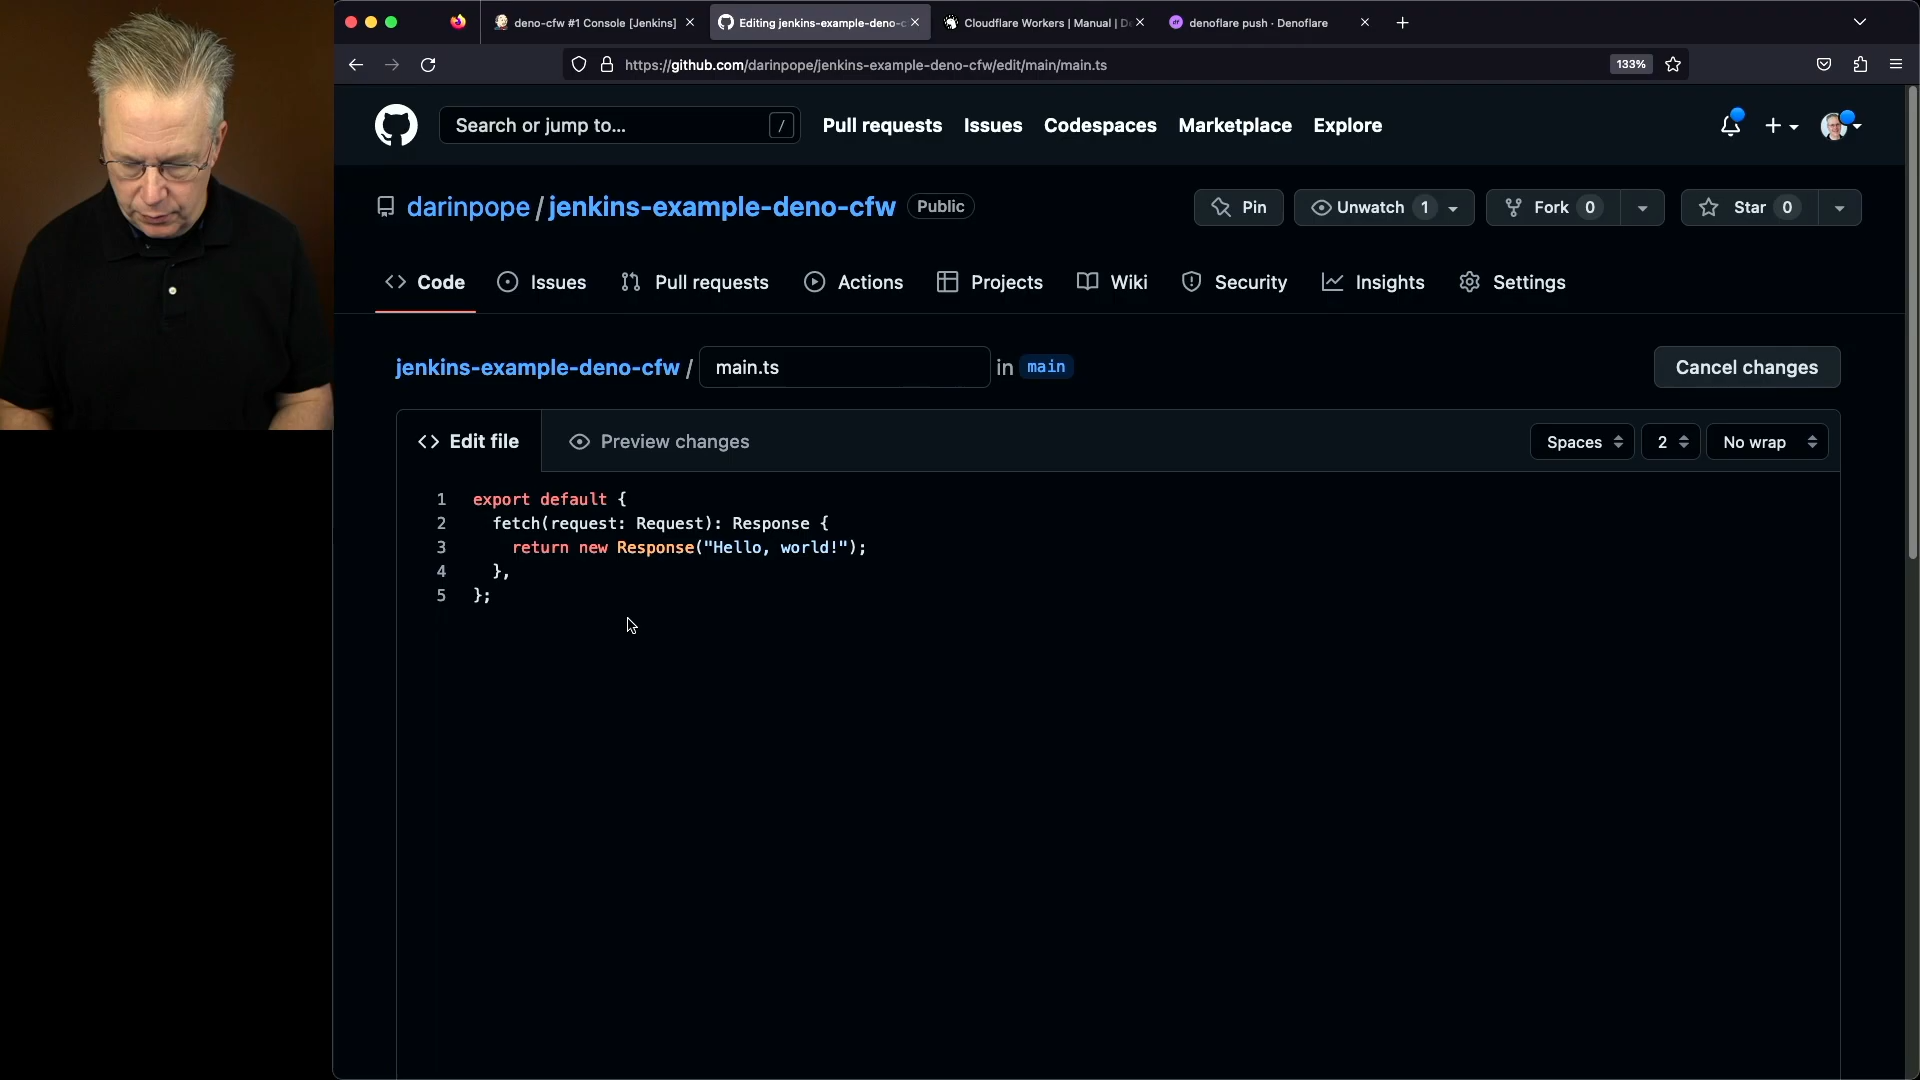 deno-cfw #1 Console [Jenkins]
Editing jenkins-example-deno-c
Cloudflare Workers | Manual | D
denoflare push · Denoflare
https://github.com/darinpope/jenkins-example-deno-cfw/edit/main/main.ts
133%
Search or jump to...
/
Pull requests
Issues
Codespaces
Marketplace
Explore
darinpope / jenkins-example-deno-cfw
Public
Pin
Unwatch 1
Fork 0
Star 0
Code
Issues
Pull requests
Actions
Projects
Wiki
Security
Insights
Settings
jenkins-example-deno-cfw / main.ts in main
Cancel changes
Edit file
Preview changes
Spaces
2
No wrap
1 export default {
2 fetch(request: Request): Response {
3 return new Response("Hello, world!");
4 },
5 };